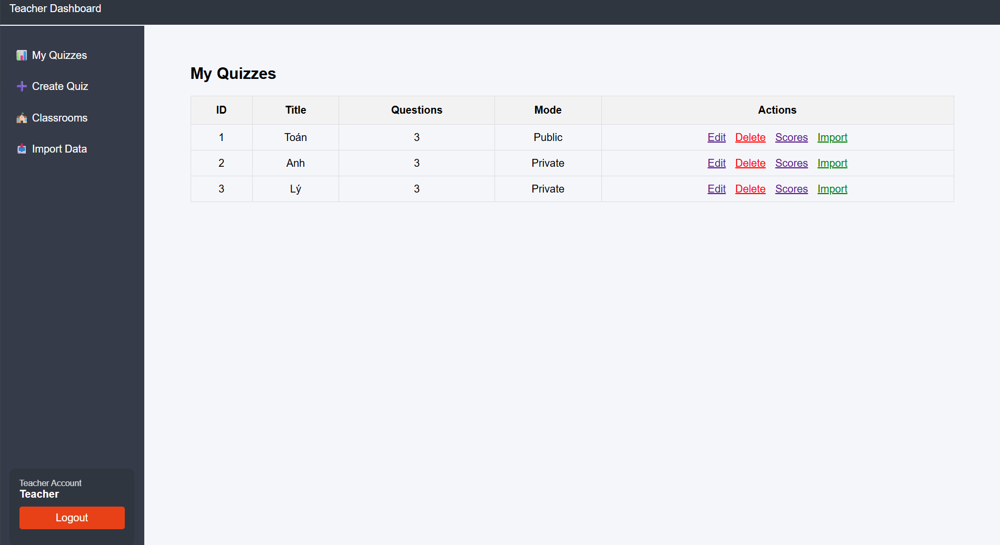 Teacher Dashboard
My Quizzes
Create Quiz
Classrooms
Import Data
Teacher Account
Teacher
Logout
My Quizzes
ID Title Questions Mode Actions
1 Toán 3 Public Edit Delete Scores Import
2 Anh 3 Private Edit Delete Scores Import
3 Lý 3 Private Edit Delete Scores Import